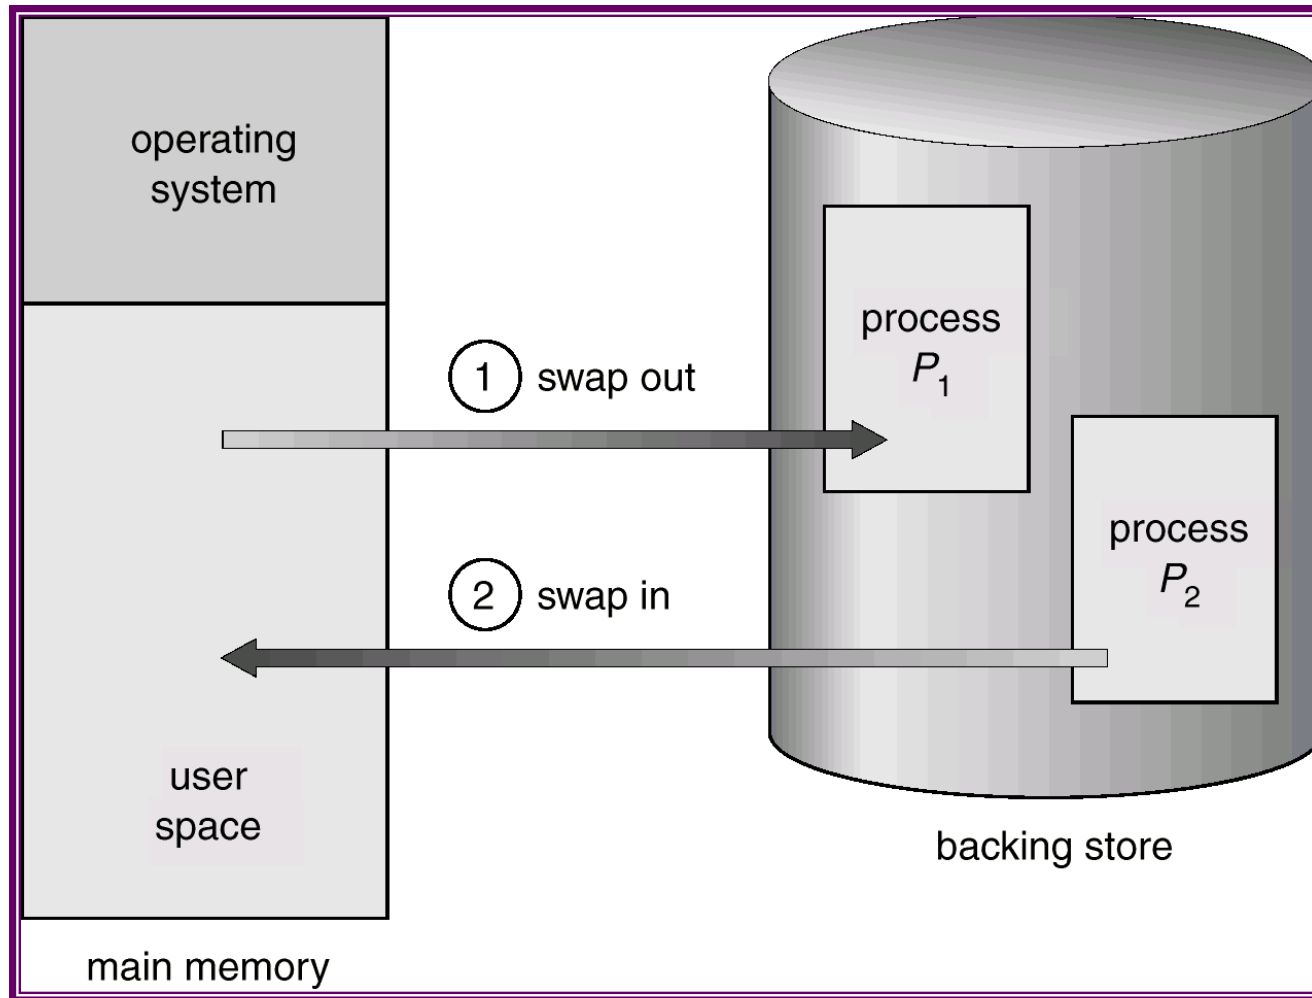 operating
system
process
P1
1 swap out
process
P2
2 swap in
user
space
backing store
main memory